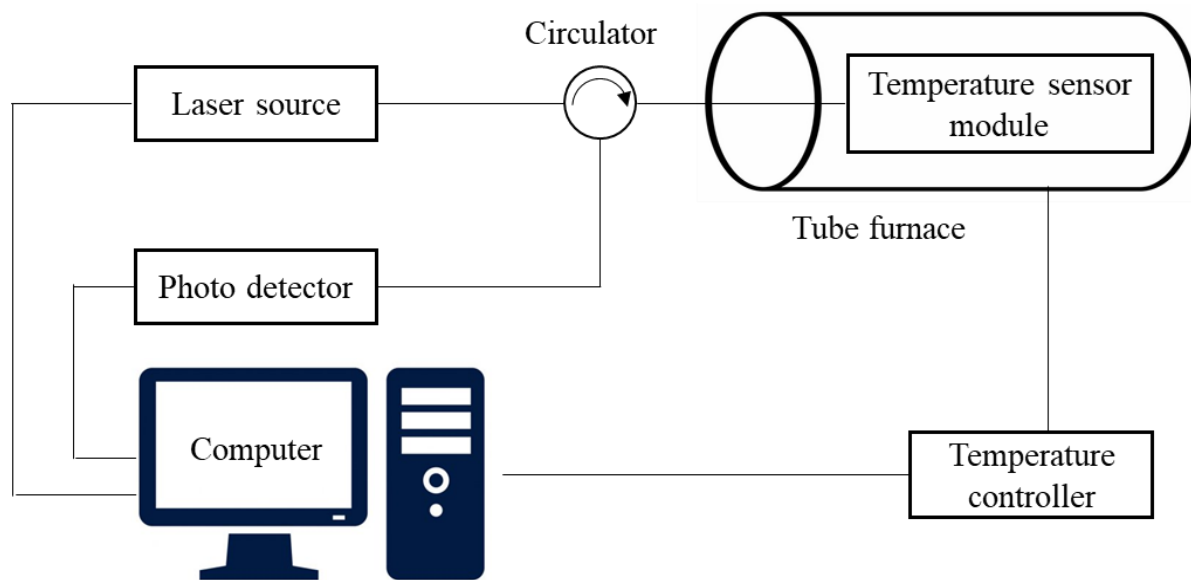 Circulator
Laser source
Temperature sensor
module
Tube furnace
Photo detector
Computer
Temperature
controller